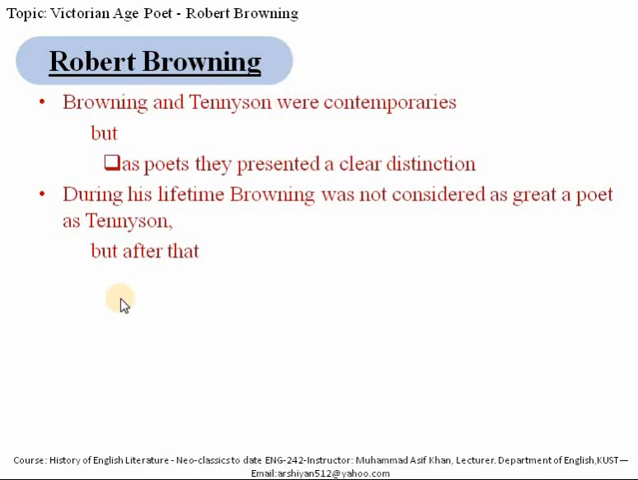 Topic: Victorian Age Poet - Robert Browning
Robert Browning
• Browning and Tennyson were contemporaries
but
❑as poets they presented a clear distinction
• During his lifetime Browning was not considered as great a poet
as Tennyson,
but after that
Course: History of English Literature - Neo-classics to date ENG-242-Instructor: Muhammad Asif Khan, Lecturer. Department of English,KUST—
Email:arshiyan512@yahoo.com